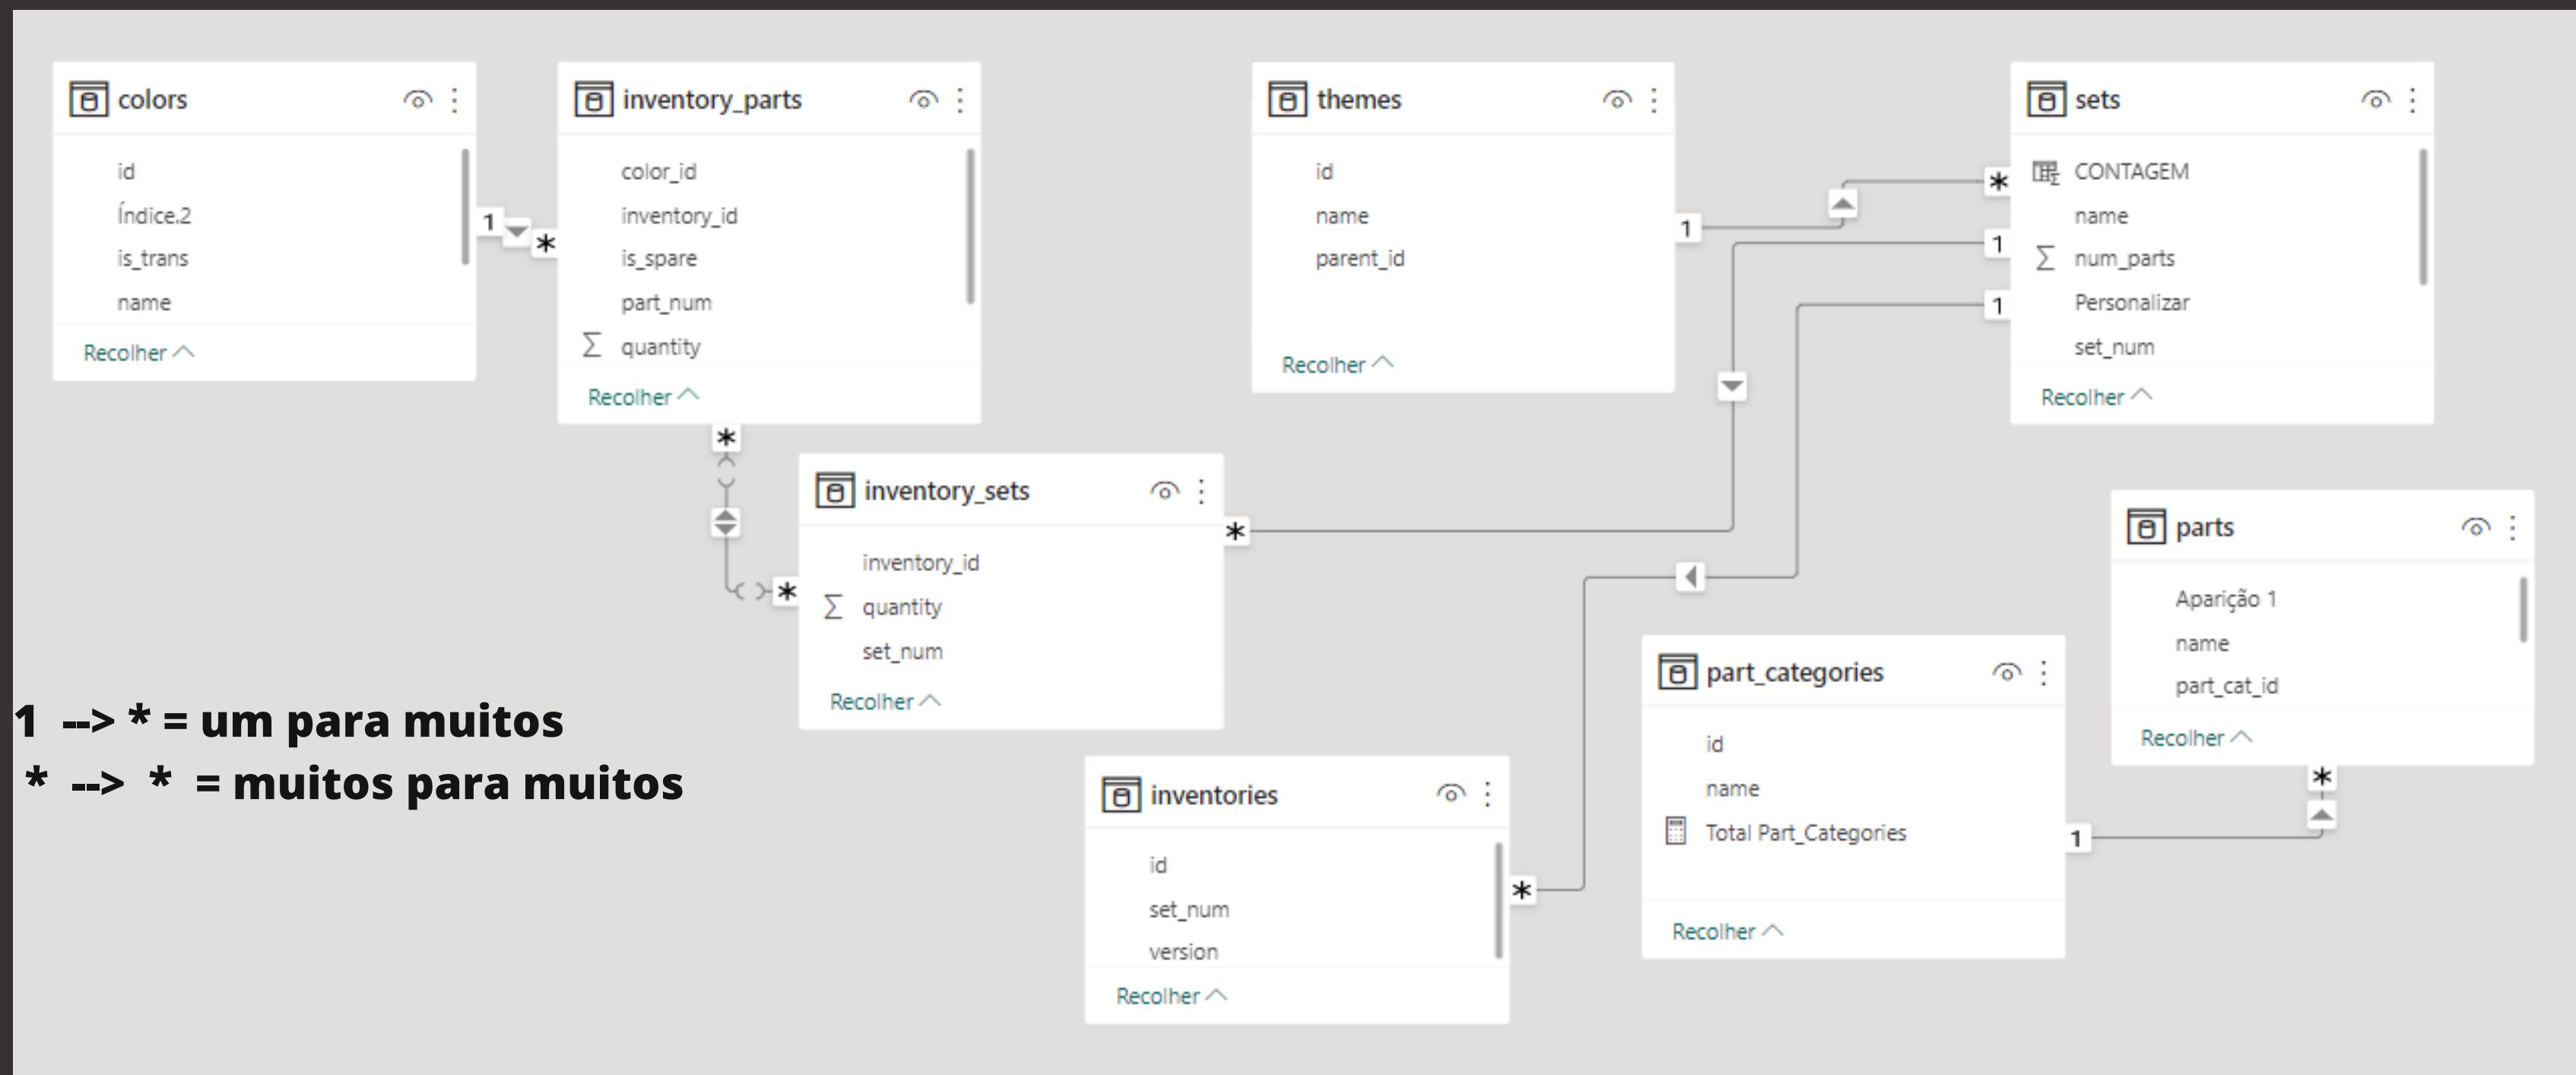 colors
id
Índice.2
is_trans
name
Recolher
1
*
inventory_parts
color_id
inventory_id
is_spare
part_num
quantity
Recolher
*
*
themes
id
name
parent_id
Recolher
1
*
1
1
sets
CONTAGEM
name
num_parts
Personalizar
set_num
Recolher
inventory_sets
inventory_id
quantity
set_num
Recolher
*
parts
Aparição 1
name
part_cat_id
Recolher
*
part_categories
id
name
Total Part_Categories
Recolher
1
inventories
id
set_num
version
Recolher
*
1 --> * = um para muitos
* --> * = muitos para muitos